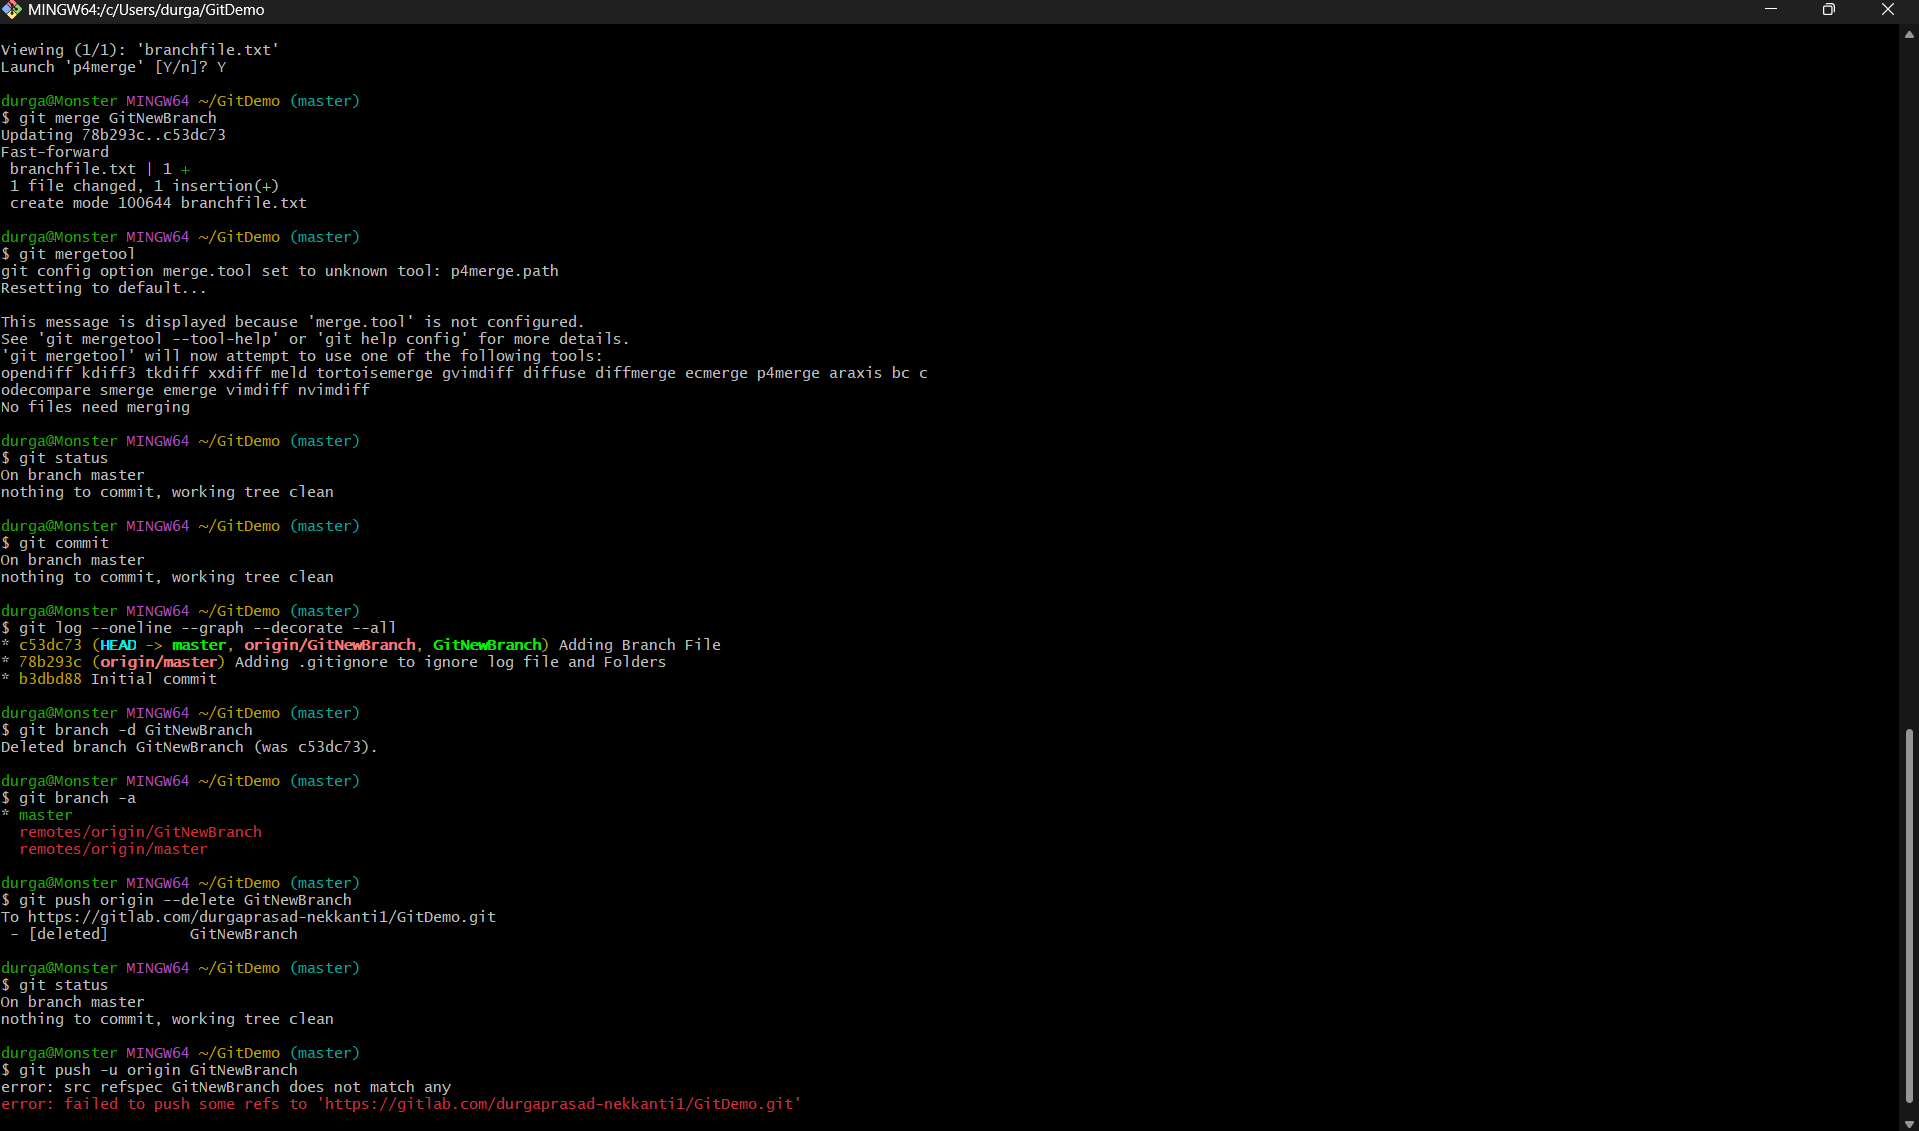 MINGW64:/c/Users/durga/GitDemo
Viewing (1/1): 'branchfile.txt'
Launch 'p4merge' [Y/n]? Y
durga@Monster MINGW64 ~/GitDemo (master)
$ git merge GitNewBranch
Updating 78b293c..c53dc73
Fast-forward
 branchfile.txt | 1 +
 1 file changed, 1 insertion(+)
 create mode 100644 branchfile.txt
durga@Monster MINGW64 ~/GitDemo (master)
$ git mergetool
git config option merge.tool set to unknown tool: p4merge.path
Resetting to default...
This message is displayed because 'merge.tool' is not configured.
See 'git mergetool --tool-help' or 'git help config' for more details.
'git mergetool' will now attempt to use one of the following tools:
opendiff kdiff3 tkdiff xxdiff meld tortoisemerge gvimdiff diffuse diffmerge ecmerge p4merge araxis bc c
odecompare smerge emerge vimdiff nvimdiff
No files need merging
durga@Monster MINGW64 ~/GitDemo (master)
$ git status
On branch master
nothing to commit, working tree clean
durga@Monster MINGW64 ~/GitDemo (master)
$ git commit
On branch master
nothing to commit, working tree clean
durga@Monster MINGW64 ~/GitDemo (master)
$ git log --oneline --graph --decorate --all
* c53dc73 (HEAD -> master, origin/GitNewBranch, GitNewBranch) Adding Branch File
* 78b293c (origin/master) Adding .gitignore to ignore log file and Folders
* b3dbd88 Initial commit
durga@Monster MINGW64 ~/GitDemo (master)
$ git branch -d GitNewBranch
Deleted branch GitNewBranch (was c53dc73).
durga@Monster MINGW64 ~/GitDemo (master)
$ git branch -a
* master
  remotes/origin/GitNewBranch
  remotes/origin/master
durga@Monster MINGW64 ~/GitDemo (master)
$ git push origin --delete GitNewBranch
To https://gitlab.com/durgaprasad-nekkanti1/GitDemo.git
 - [deleted]         GitNewBranch
durga@Monster MINGW64 ~/GitDemo (master)
$ git status
On branch master
nothing to commit, working tree clean
durga@Monster MINGW64 ~/GitDemo (master)
$ git push -u origin GitNewBranch
error: src refspec GitNewBranch does not match any
error: failed to push some refs to 'https://gitlab.com/durgaprasad-nekkanti1/GitDemo.git'